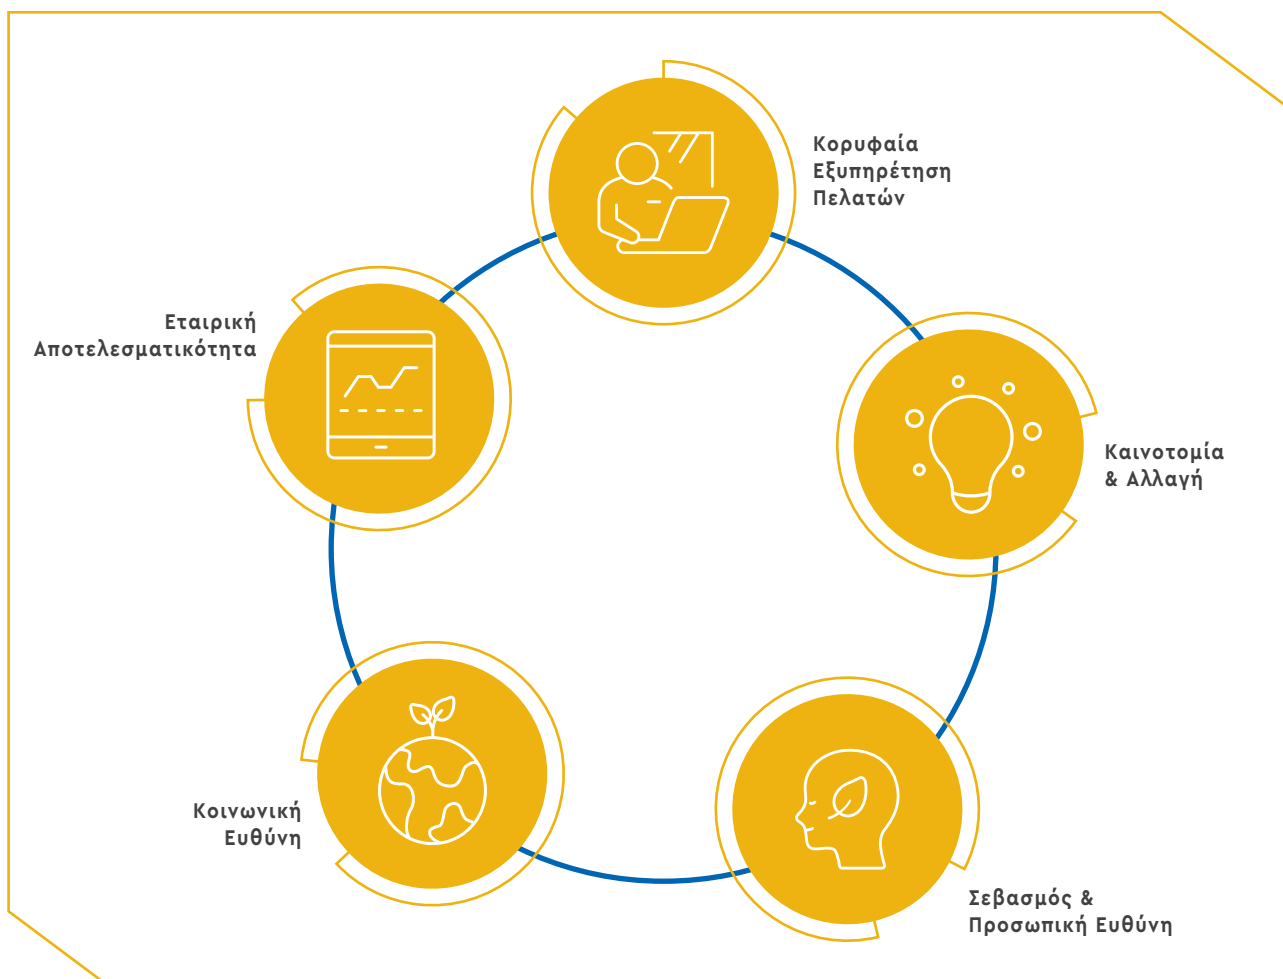 Κορυφαία
Εξυπηρέτηση
Πελατών
Εταιρική
Αποτελεσματικότητα
Καινοτομία
& Αλλαγή
Κοινωνική
Ευθύνη
Σεβασμός &
Προσωπική Ευθύνη